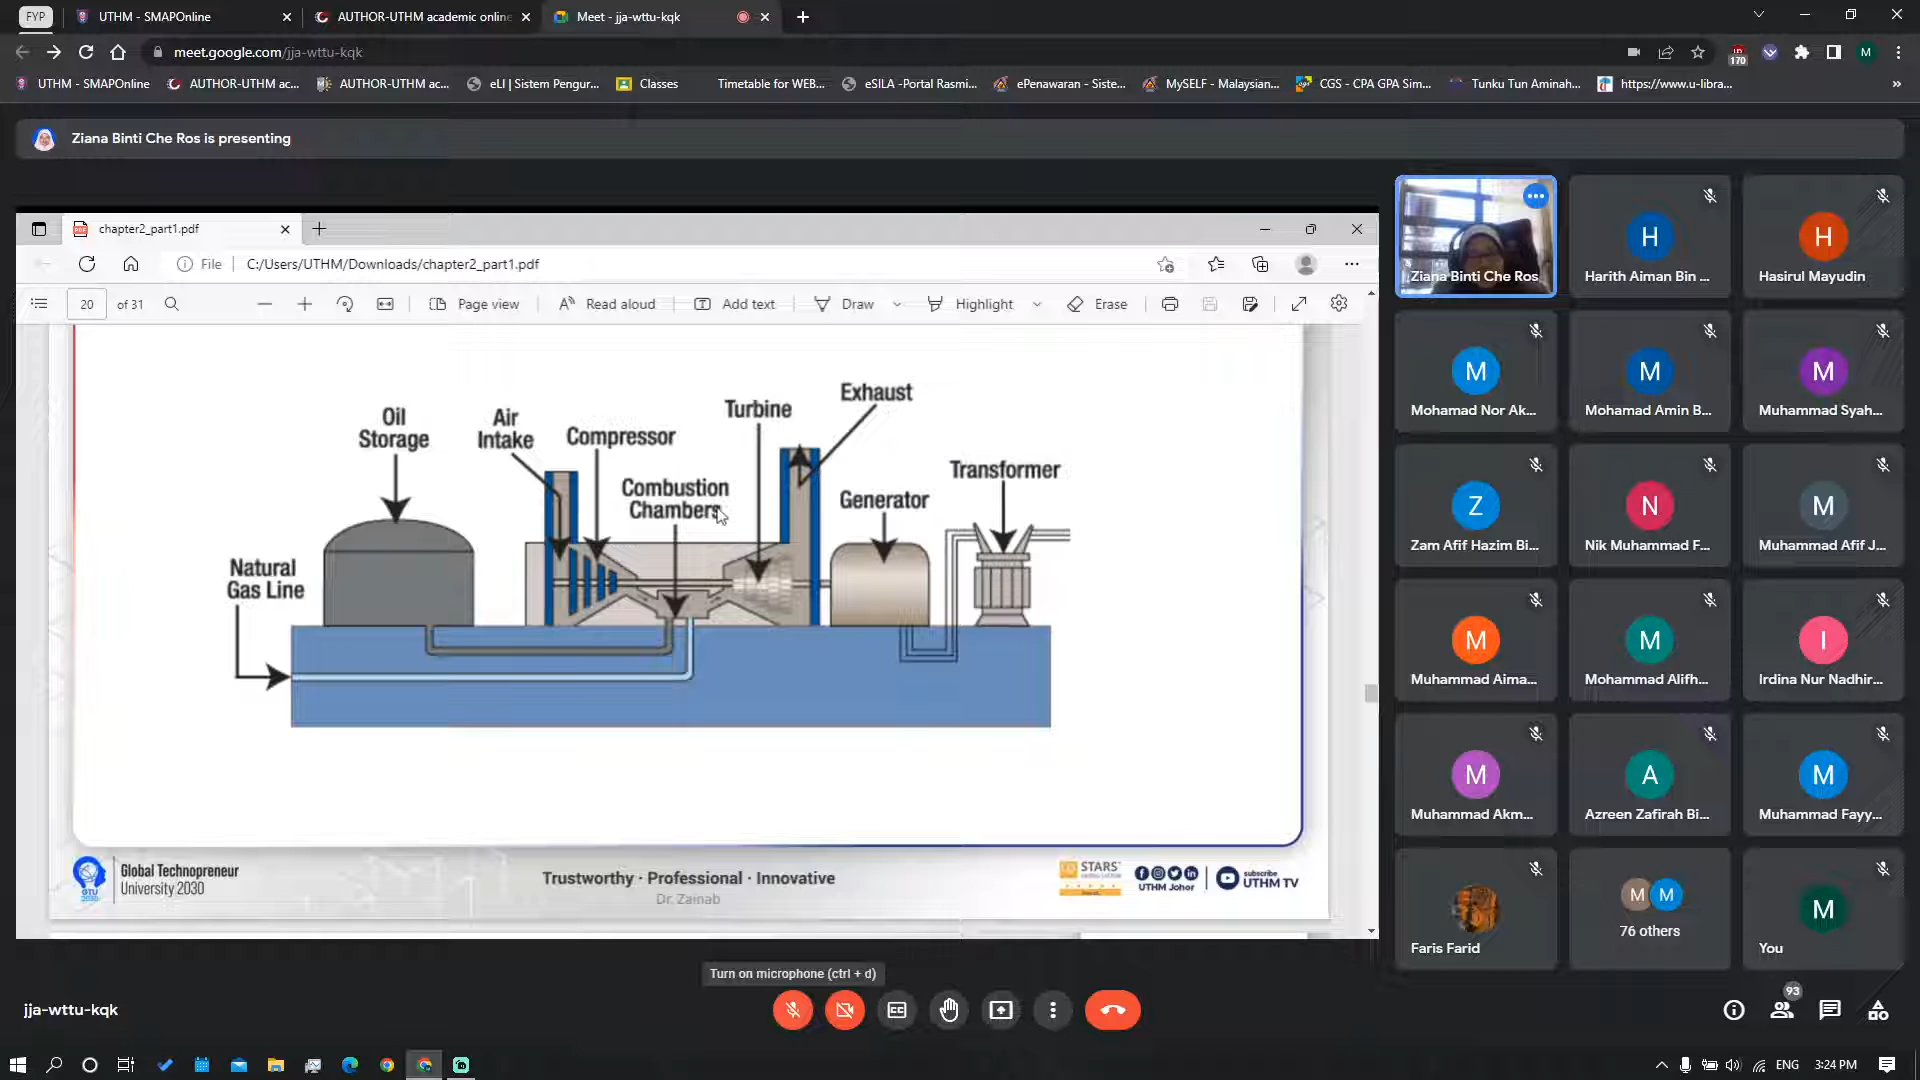 FYP
UTHM - SMAPOnline
AUTHOR-UTHM academic online
Meet - jja-wttu-kqk
meet.google.com/jja-wttu-kqk
170
M
UTHM - SMAPOnline
AUTHOR-UTHM ac...
AUTHOR-UTHM ac...
eLI | Sistem Pengur...
Classes
Timetable for WEB...
eSILA -Portal Rasmi...
ePenawaran - Siste...
MySELF - Malaysian...
CGS - CPA GPA Sim...
Tunku Tun Aminah...
https://www.u-libra...
Ziana Binti Che Ros is presenting
chapter2_part1.pdf
File
C:/Users/UTHM/Downloads/chapter2_part1.pdf
20 of 31
Page view
Read aloud
Add text
Draw
Highlight
Erase
Oil
Storage
Air
Intake
Compressor
Turbine
Exhaust
Combustion
Chambers
Generator
Transformer
Natural
Gas Line
GTU
2030
Global Technopreneur
University 2030
Trustworthy · Professional · Innovative
Dr. Zainab
STARS
UTHM Johor
subscribe
UTHM TV
Ziana Binti Che Ros
H
Harith Aiman Bin ...
H
Hasirul Mayudin
M
Mohamad Nor Ak...
M
Mohamad Amin B...
M
Muhammad Syah...
Z
Zam Afif Hazim Bi...
N
Nik Muhammad F...
M
Muhammad Afif J...
M
Muhammad Aima...
M
Mohammad Alifh...
I
Irdina Nur Nadhir...
M
Muhammad Akm...
A
Azreen Zafirah Bi...
M
Muhammad Fayy...
Faris Farid
M M
76 others
M
You
Turn on microphone (ctrl + d)
jja-wttu-kqk
93
ENG
3:24 PM